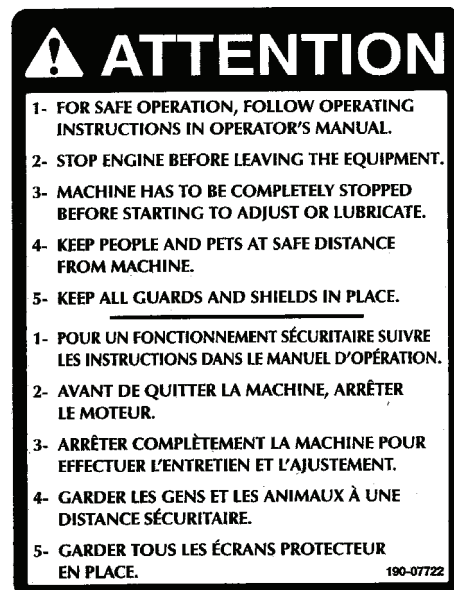 ATTENTION
1- FOR SAFE OPERATION, FOLLOW OPERATING
INSTRUCTIONS IN OPERATOR'S MANUAL.
2- STOP ENGINE BEFORE LEAVING THE EQUIPMENT.
3- MACHINE HAS TO BE COMPLETELY STOPPED
BEFORE STARTING TO ADJUST OR LUBRICATE.
4- KEEP PEOPLE AND PETS AT SAFE DISTANCE
FROM MACHINE.
5- KEEP ALL GUARDS AND SHIELDS IN PLACE.
1- POUR UN FONCTIONNEMENT SÉCURITAIRE SUIVRE
LES INSTRUCTIONS DANS LE MANUEL D'OPÉRATION.
2- AVANT DE QUITTER LA MACHINE, ARRÊTER
LE MOTEUR.
3- ARRÊTER COMPLÈTEMENT LA MACHINE POUR
EFFECTUER L'ENTRETIEN ET L'AJUSTEMENT.
4- GARDER LES GENS ET LES ANIMAUX À UNE
DISTANCE SÉCURITAIRE.
5- GARDER TOUS LES ÉCRANS PROTECTEUR
EN PLACE.
190-07722